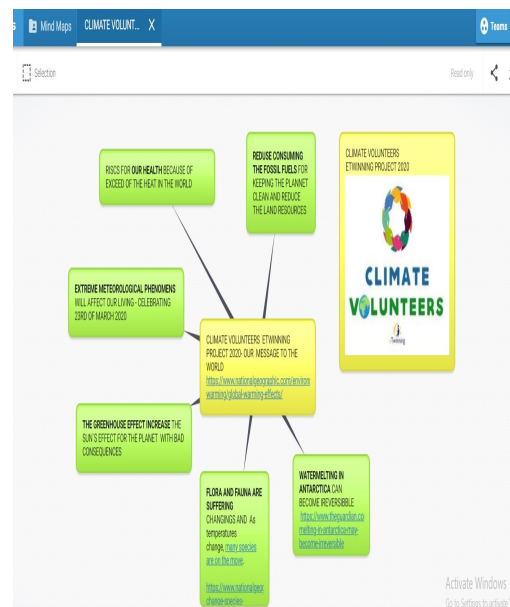 Mind Maps
CLIMATE VOLUNT... X
Teams
Selection
Read only
RISCS FOR OUR HEALTH BECAUSE OF
EXCEED OF THE HEAT IN THE WORLD
REDUSE CONSUMING
THE FOSSIL FUELS FOR
KEEPING THE PLANNET
CLEAN AND REDUCE
THE LAND RESOURCES
CLIMATE VOLUNTEERS
ETWINNING PROJECT 2020
CLIMATE
VOLUNTEERS
eTwinning
EXTREME METEOROLOGICAL PHENOMENS
WILL AFFECT OUR LIVING - CELEBRATING
23RD OF MARCH 2020
CLIMATE VOLUNTEERS ETWINNING
PROJECT 2020- OUR MESSAGE TO THE
WORLD
https://www.nationalgeographic.com/environ
warming/global-warming-effects/
THE GREENHOUSE EFFECT INCREASE THE
SUN'S EFFECT FOR THE PLANET WITH BAD
CONSEQUENCES
FLORA AND FAUNA ARE
SUFFERING
CHANGINGS AND As
temperatures
change, many species
are on the move.
https://www.nationalgeo
change-species-
WATERMELTING IN
ANTARCTICA CAN
BECOME IREVERSIBBLE
https://www.theguardian.co
melting-in-antarctica-may-
become-irreversible
Activate Windows
Go to Settings to activate